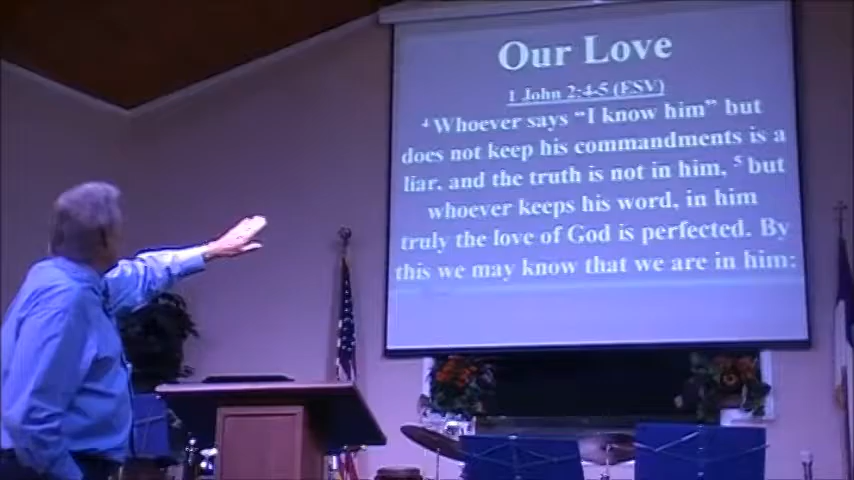 Our Love
1 John 2:4-5 (ESV)
4 Whoever says "I know him" but
does not keep his commandments is a
liar, and the truth is not in him, 5 but
whoever keeps his word, in him
truly the love of God is perfected. By
this we may know that we are in him: